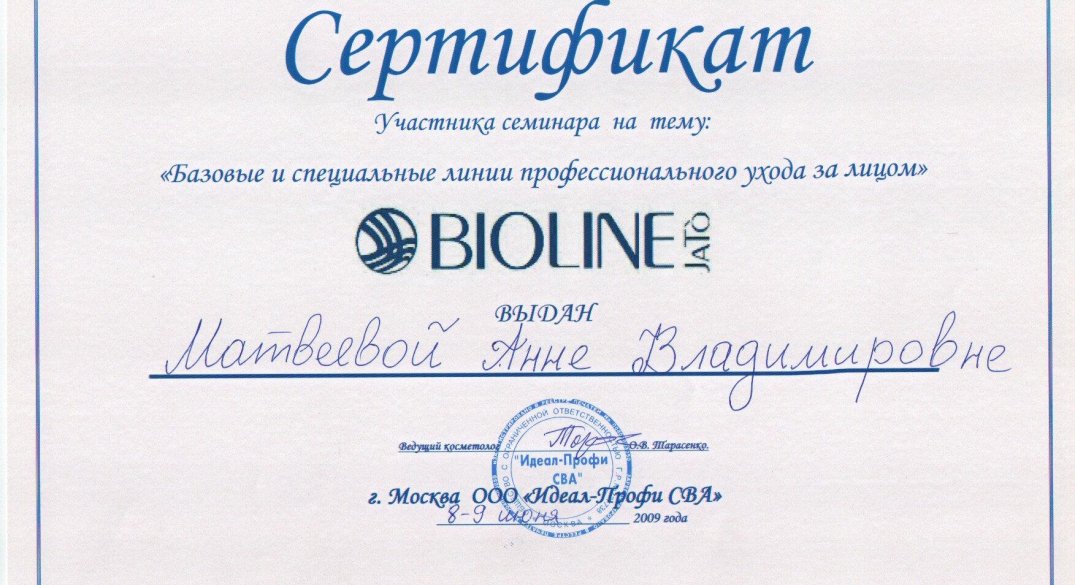 Сертификат
Участника семинара на тему:
«Базовые и специальные линии профессионального ухода за лицом»
BIOLINE JATÒ
ВЫДАН
Матвеевой Анне Владимировне
Ведущий косметолог О.В. Тарасенко.
"Идеал-Профи
СВА"
г. Москва ООО «Идеал-Профи СВА»
8-9 июня 2009 года